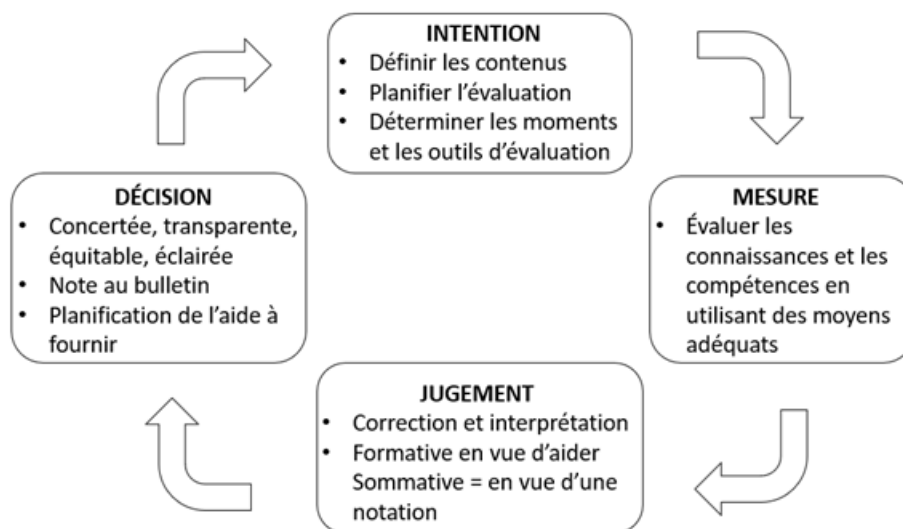 INTENTION
• Définir les contenus
• Planifier l'évaluation
• Déterminer les moments
et les outils d'évaluation
MESURE
• Évaluer les
connaissances et les
compétences en
utilisant des moyens
adéquats
JUGEMENT
• Correction et interprétation
• Formative en vue d'aider
Sommative = en vue d'une
notation
DÉCISION
• Concertée, transparente,
équitable, éclairée
• Note au bulletin
• Planification de l'aide à
fournir